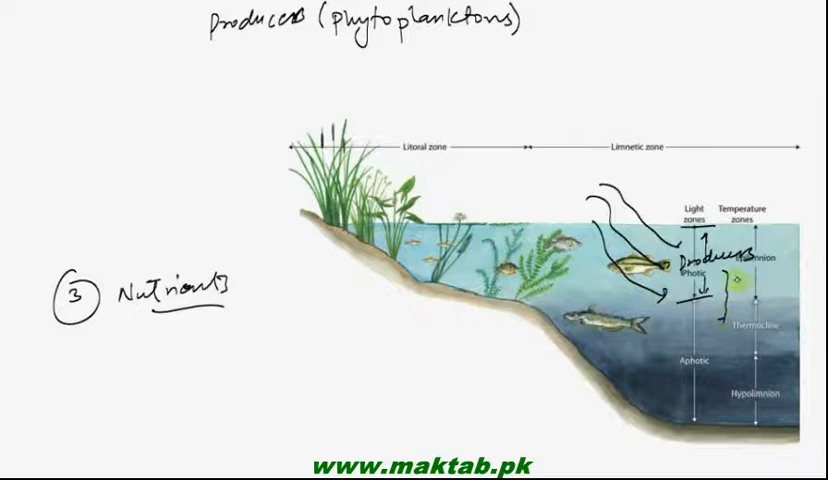 Producers (phytoplanktons)
Litoral zone
Limnetic zone
Light zones
Temperature zones
Producers
Photic
3 Nutrients
Thermocline
Aphotic
Hypolimnion
www.maktab.pk